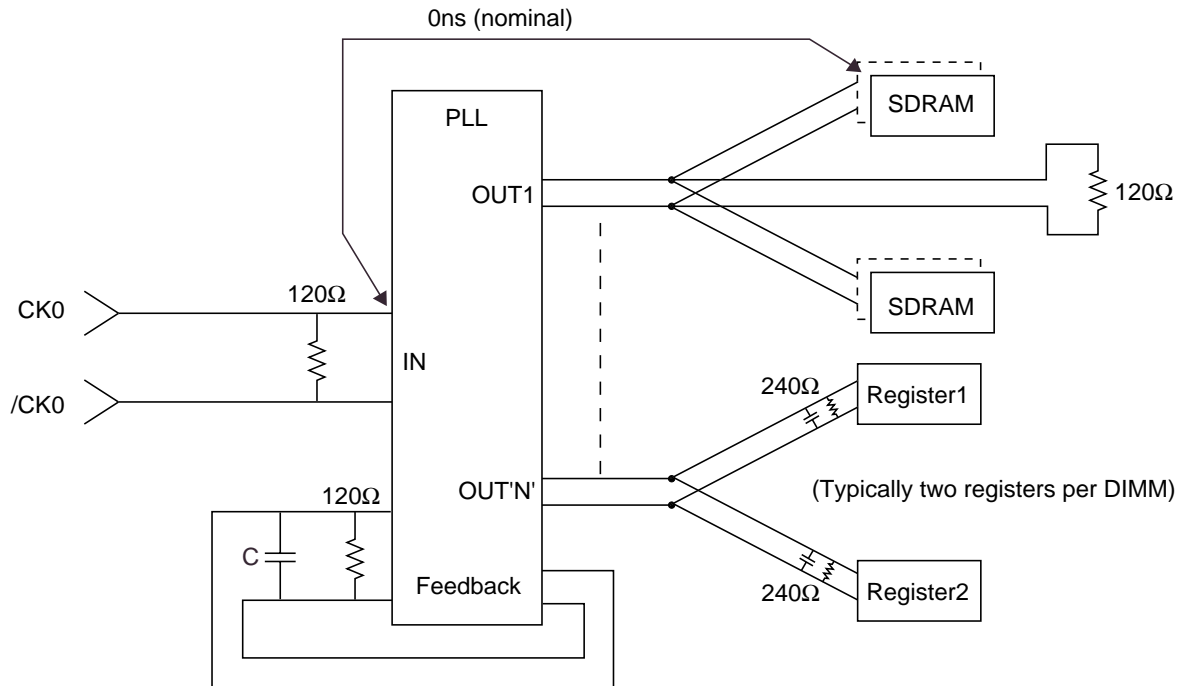 0ns (nominal)
PLL
SDRAM
OUT1
120Ω
SDRAM
120Ω
CK0
IN
/CK0
240Ω
Register1
(Typically two registers per DIMM)
OUT'N'
120Ω
C
Feedback
240Ω
Register2